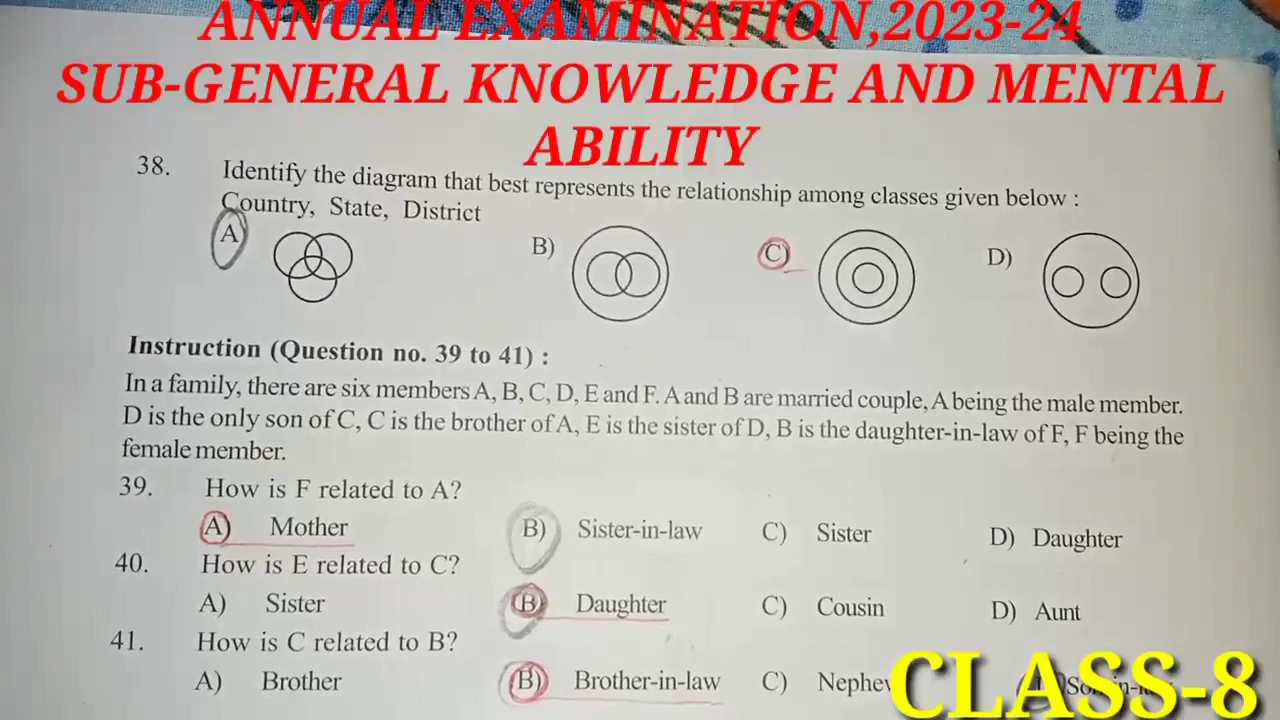 ANNUAL EXAMINATION,2023-24
SUB-GENERAL KNOWLEDGE AND MENTAL
ABILITY
38. Identify the diagram that best represents the relationship among classes given below :
Country, State, District
A B) C) D)
Instruction (Question no. 39 to 41) :
In a family, there are six members A, B, C, D, E and F. A and B are married couple, A being the male member.
D is the only son of C, C is the brother of A, E is the sister of D, B is the daughter-in-law of F, F being the
female member.
39. How is F related to A?
A) Mother B) Sister-in-law C) Sister D) Daughter
40. How is E related to C?
A) Sister B) Daughter C) Cousin D) Aunt
41. How is C related to B?
A) Brother B) Brother-in-law C)
CLASS-8